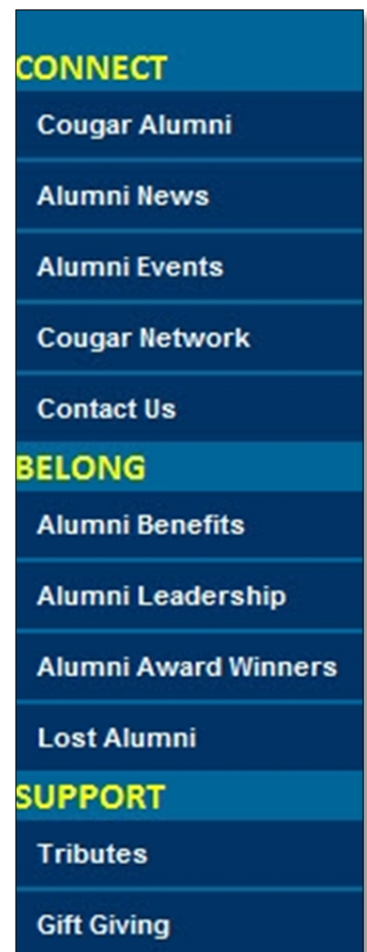 CONNECT
Cougar Alumni
Alumni News
Alumni Events
Cougar Network
Contact Us
BELONG
Alumni Benefits
Alumni Leadership
Alumni Award Winners
Lost Alumni
SUPPORT
Tributes
Gift Giving